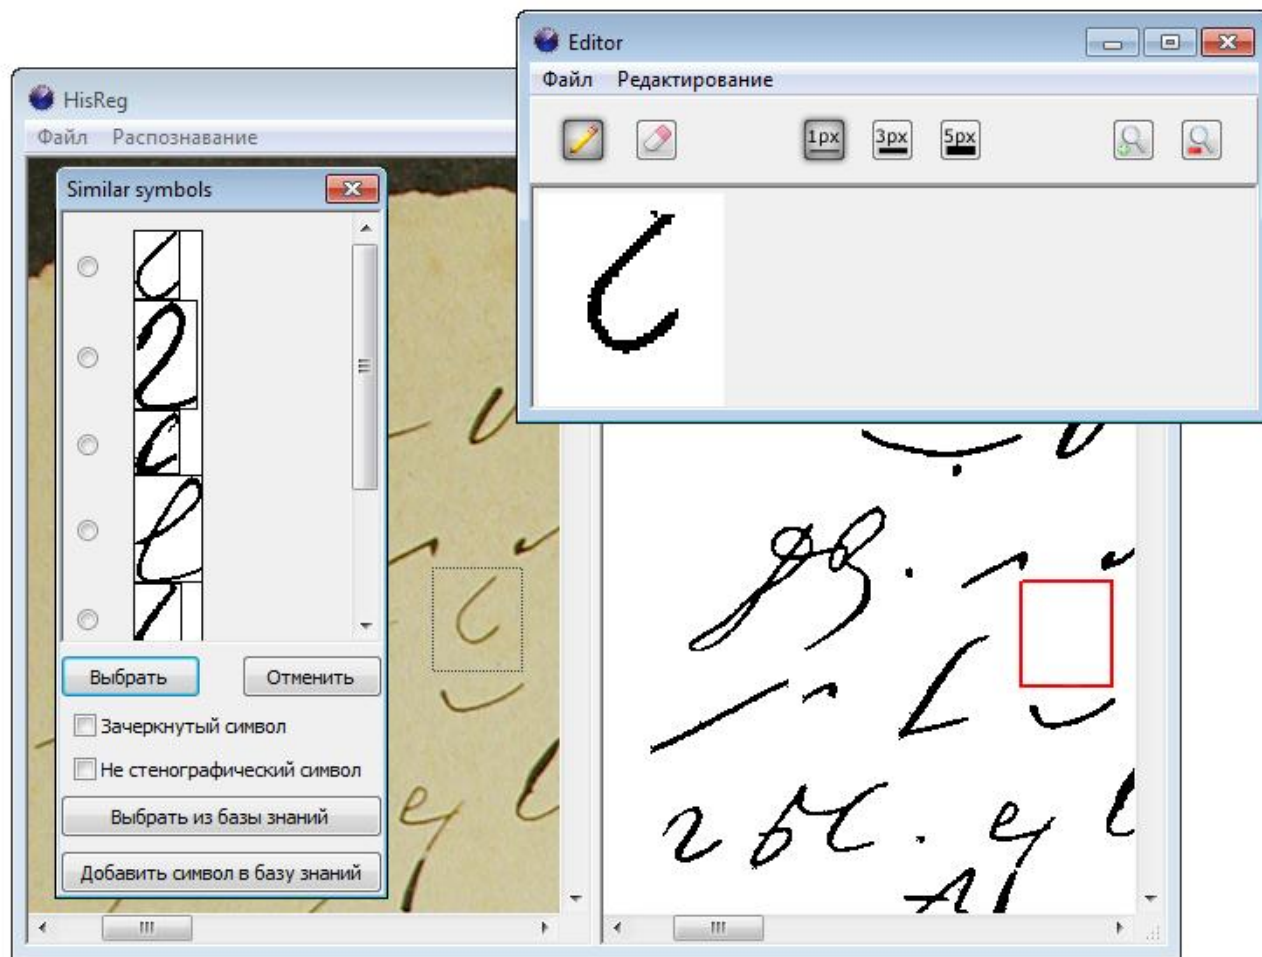 Editor
Файл Редактирование
1px 3px 5px
HisReg
Файл Распознавание
Similar symbols
Выбрать Отменить
Зачеркнутый символ
Не стенографический символ
Выбрать из базы знаний
Добавить символ в базу знаний